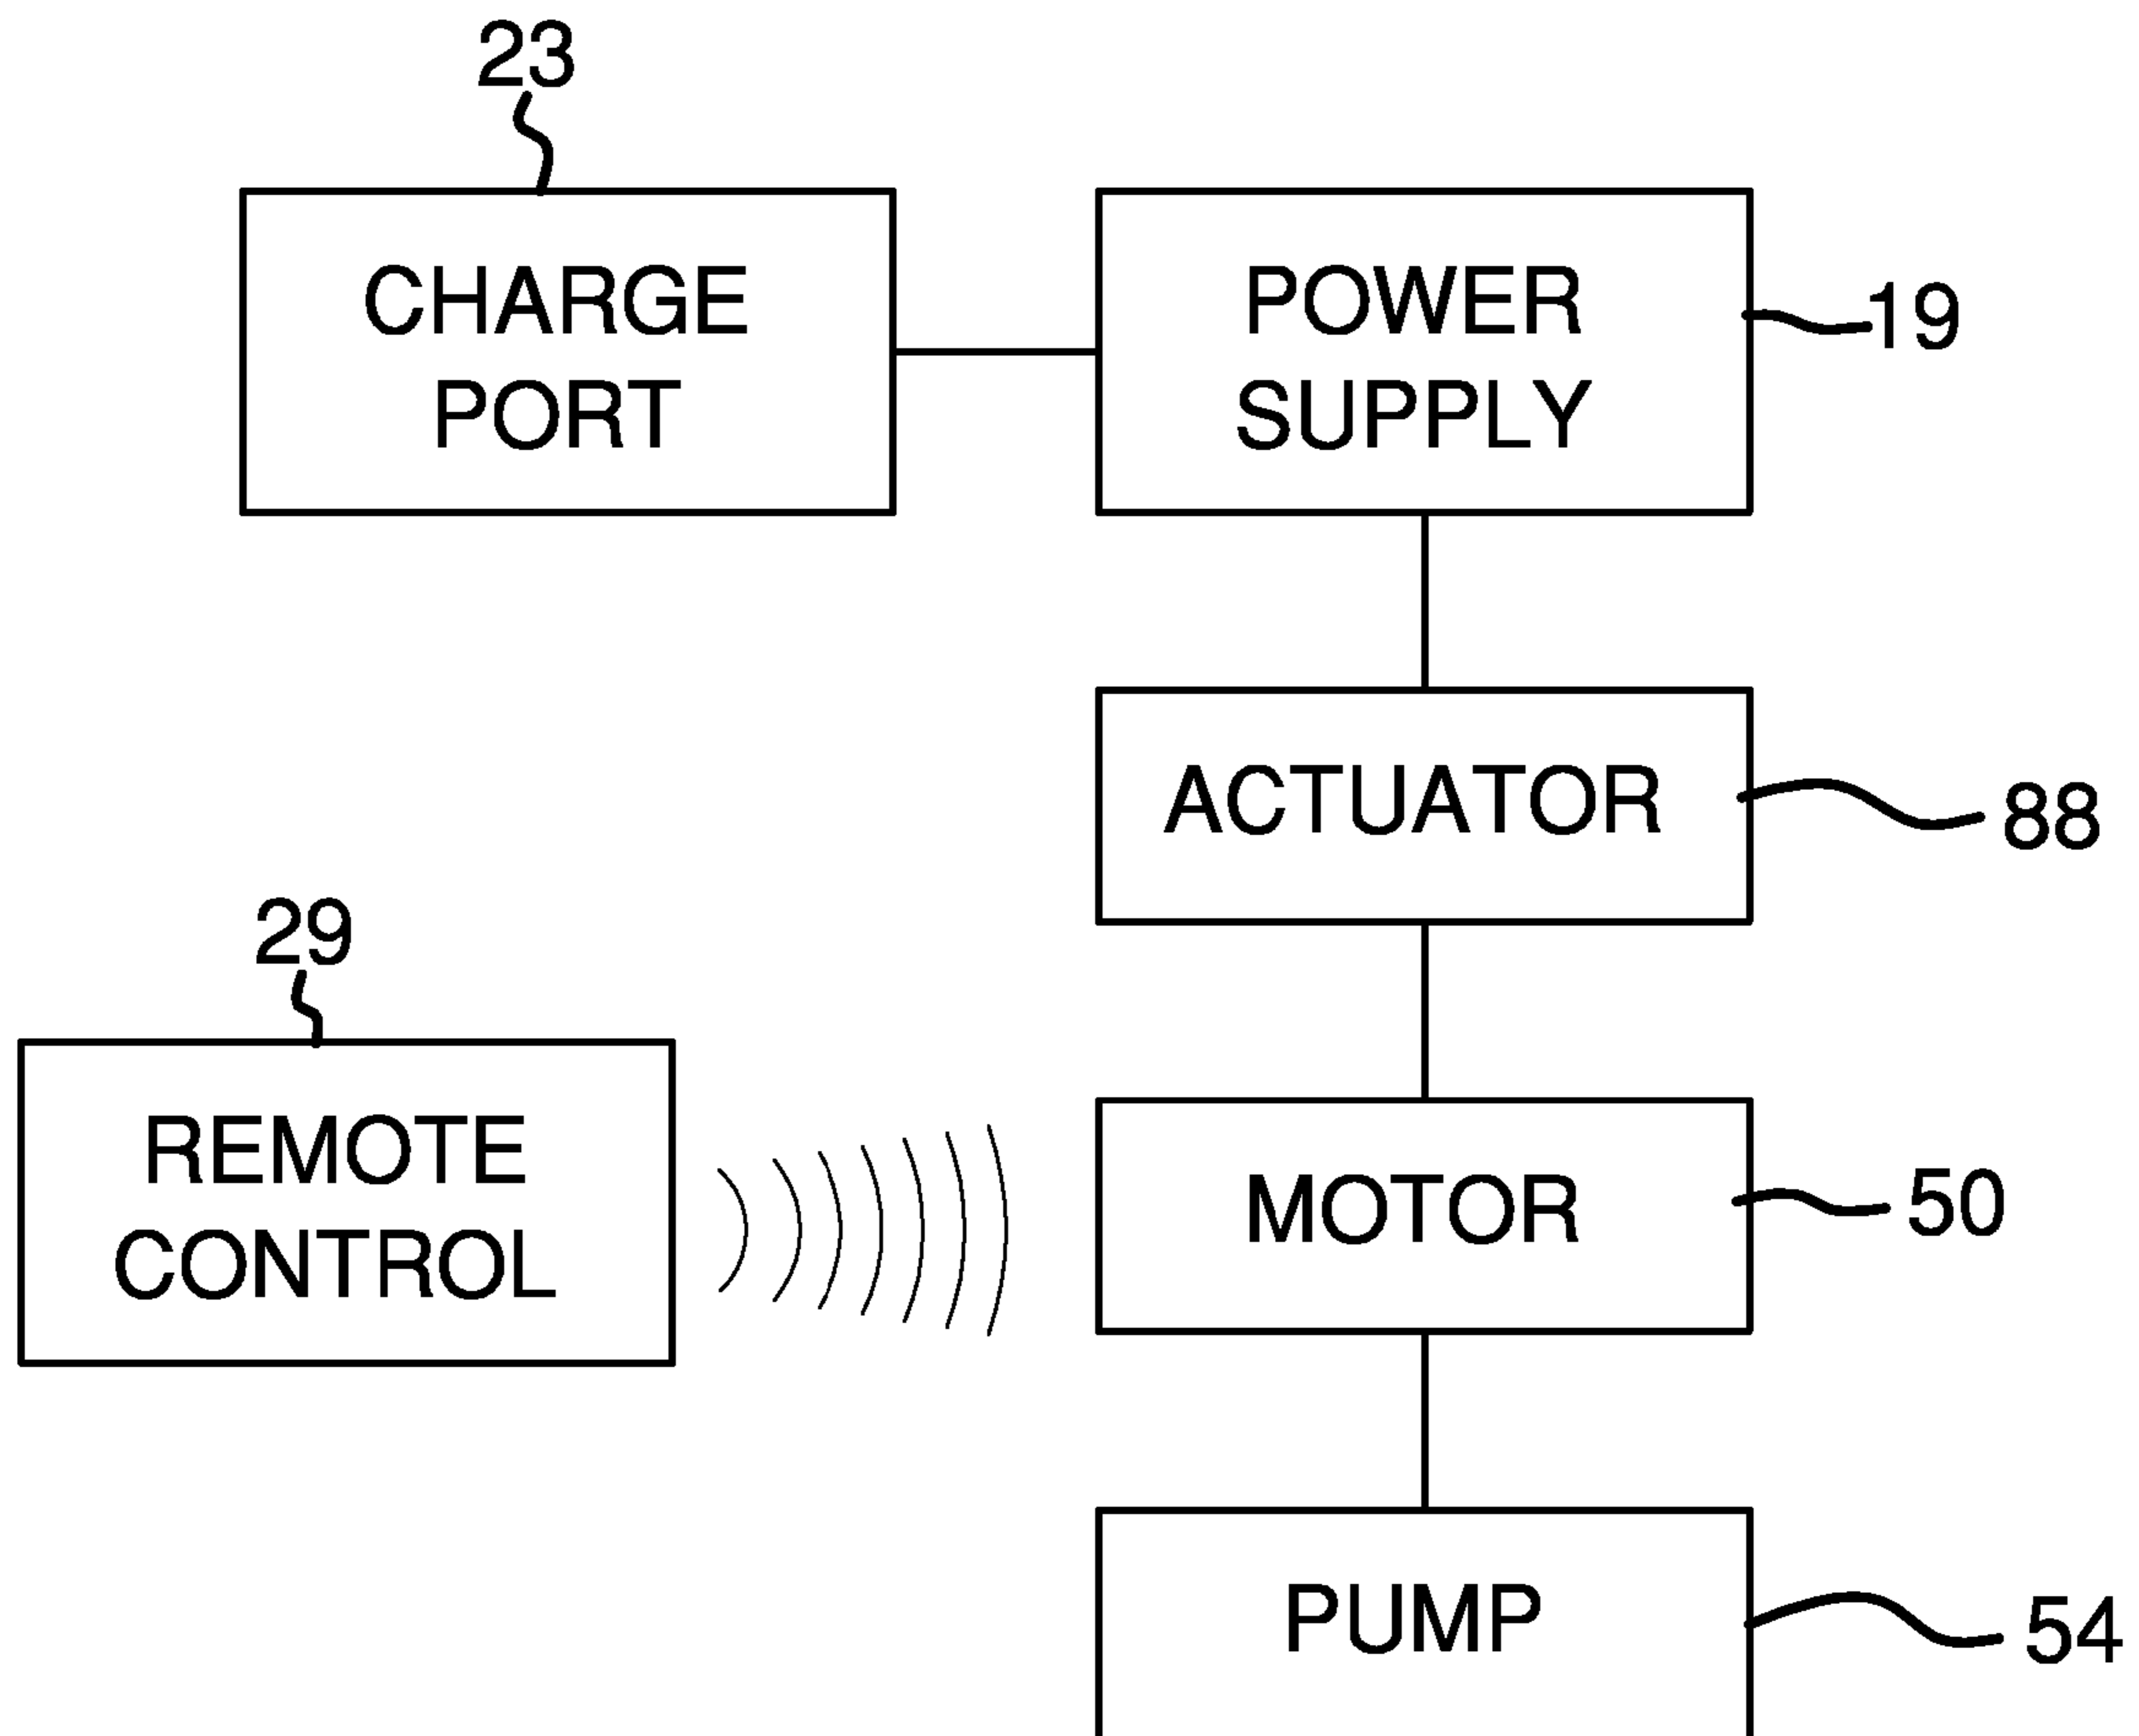 23
CHARGE
PORT
POWER
SUPPLY
19
ACTUATOR
88
29
REMOTE
CONTROL
MOTOR
50
PUMP
54